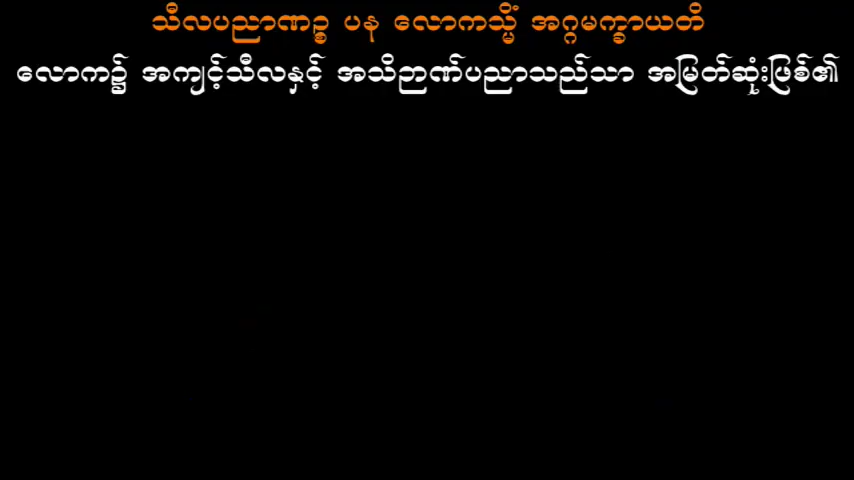 သီလပညာဏဉ္စ ပန လောကသ္မိံ အဂ္ဂမက္ခာယတိ
လောက၌ အကျင့်သီလနှင့် အသိဉာဏ်ပညာသည်သာ အမြတ်ဆုံးဖြစ်၏